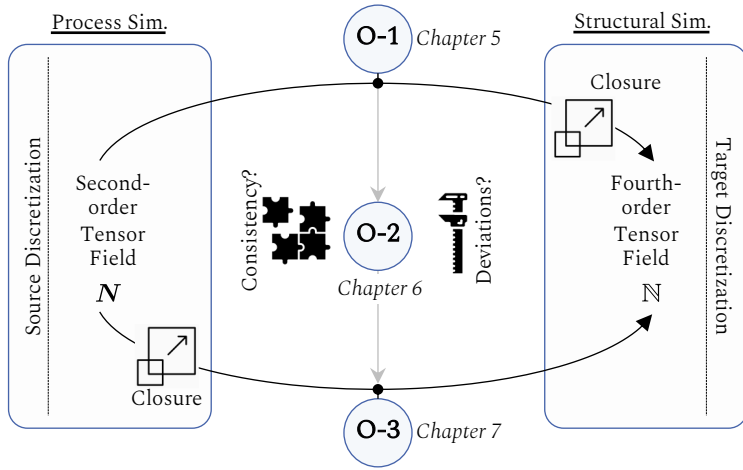 Process Sim.
O-1
Chapter 5
Structural Sim.
Source Discretization
Second-
order
Tensor
Field
N
Closure
Consistency?
O-2
Chapter 6
Deviations?
Closure
Fourth-
order
Tensor
Field
ℕ
Target Discretization
O-3
Chapter 7